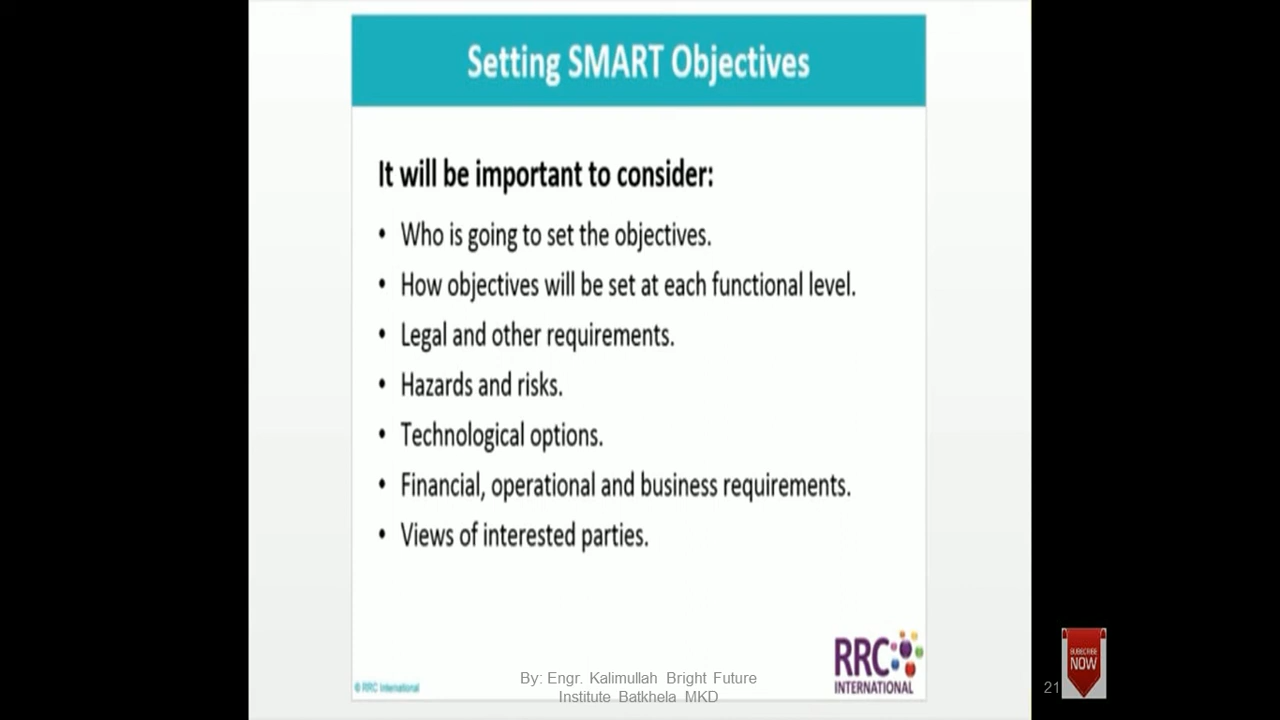 Setting SMART Objectives
It will be important to consider:
• Who is going to set the objectives.
• How objectives will be set at each functional level.
• Legal and other requirements.
• Hazards and risks.
• Technological options.
• Financial, operational and business requirements.
• Views of interested parties.
RRC
INTERNATIONAL
© RRC International
By: Engr. Kalimullah Bright Future
Institute Batkhela MKD
21
SUBSCRIBE
NOW